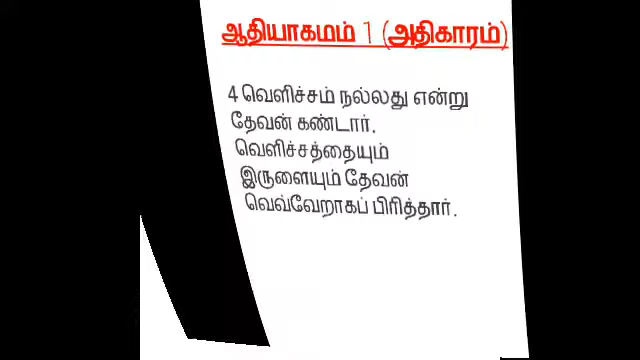 ஆதியாகமம் 1 (அதிகாரம்)
4 வெளிச்சம் நல்லது என்று
தேவன் கண்டார்.
வெளிச்சத்தையும்
இருளையும் தேவன்
வெவ்வேறாகப் பிரித்தார்.